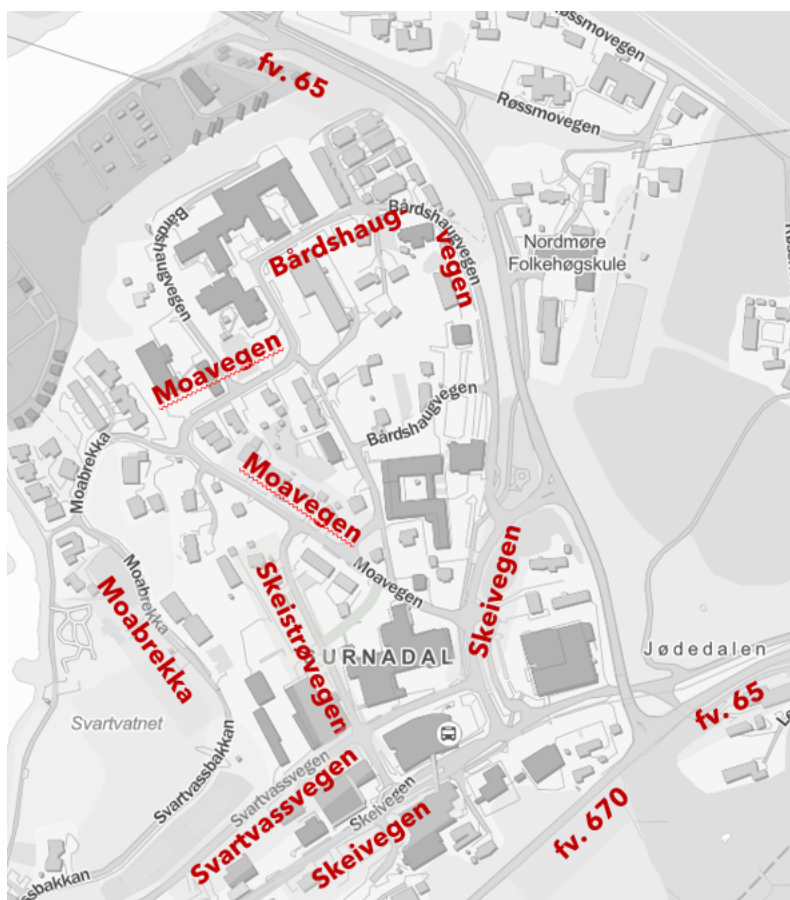 Røssmovegen
fv. 65
Røssmovegen
Bårdshaugvegen
Bårdshaugvegen
Bårdshaug-
vegen
Nordmøre
Folkehøgskule
Moavegen
Bårdshaugvegen
Moabrekka
Moavegen
Moavegen
Skeivegen
Moabrekka
Moabrekka
Skeistrøvegen
SURNADAL
Jødedalen
Svartvatnet
fv. 65
Svartvassbakkan
Svartvassvegen
Svartvassvegen
Skeivegen
Skeivegen
fv. 670
ssbakkan